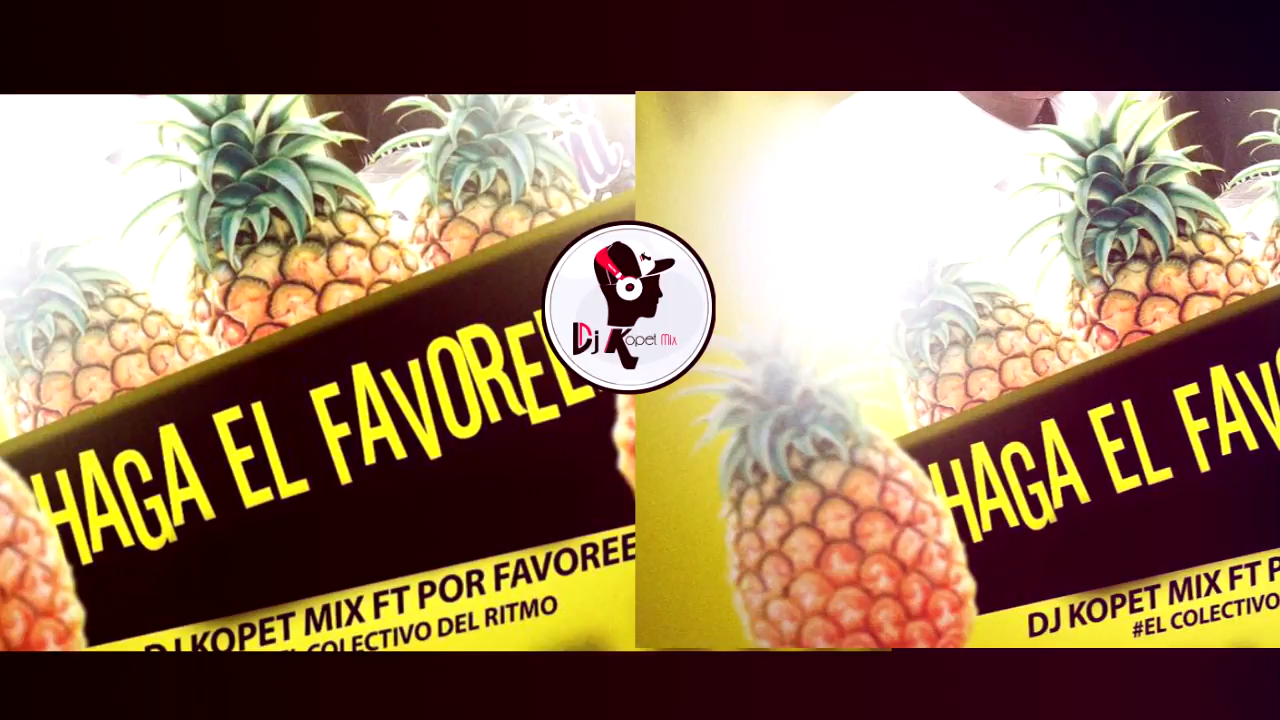 HAGA EL FAVOREE
DJ KOPET MIX FT POR FAVOREE
EL COLECTIVO DEL RITMO
Dj Kopet Mix
HAGA EL FAV
DJ KOPET MIX FT P
#EL COLECTIVO